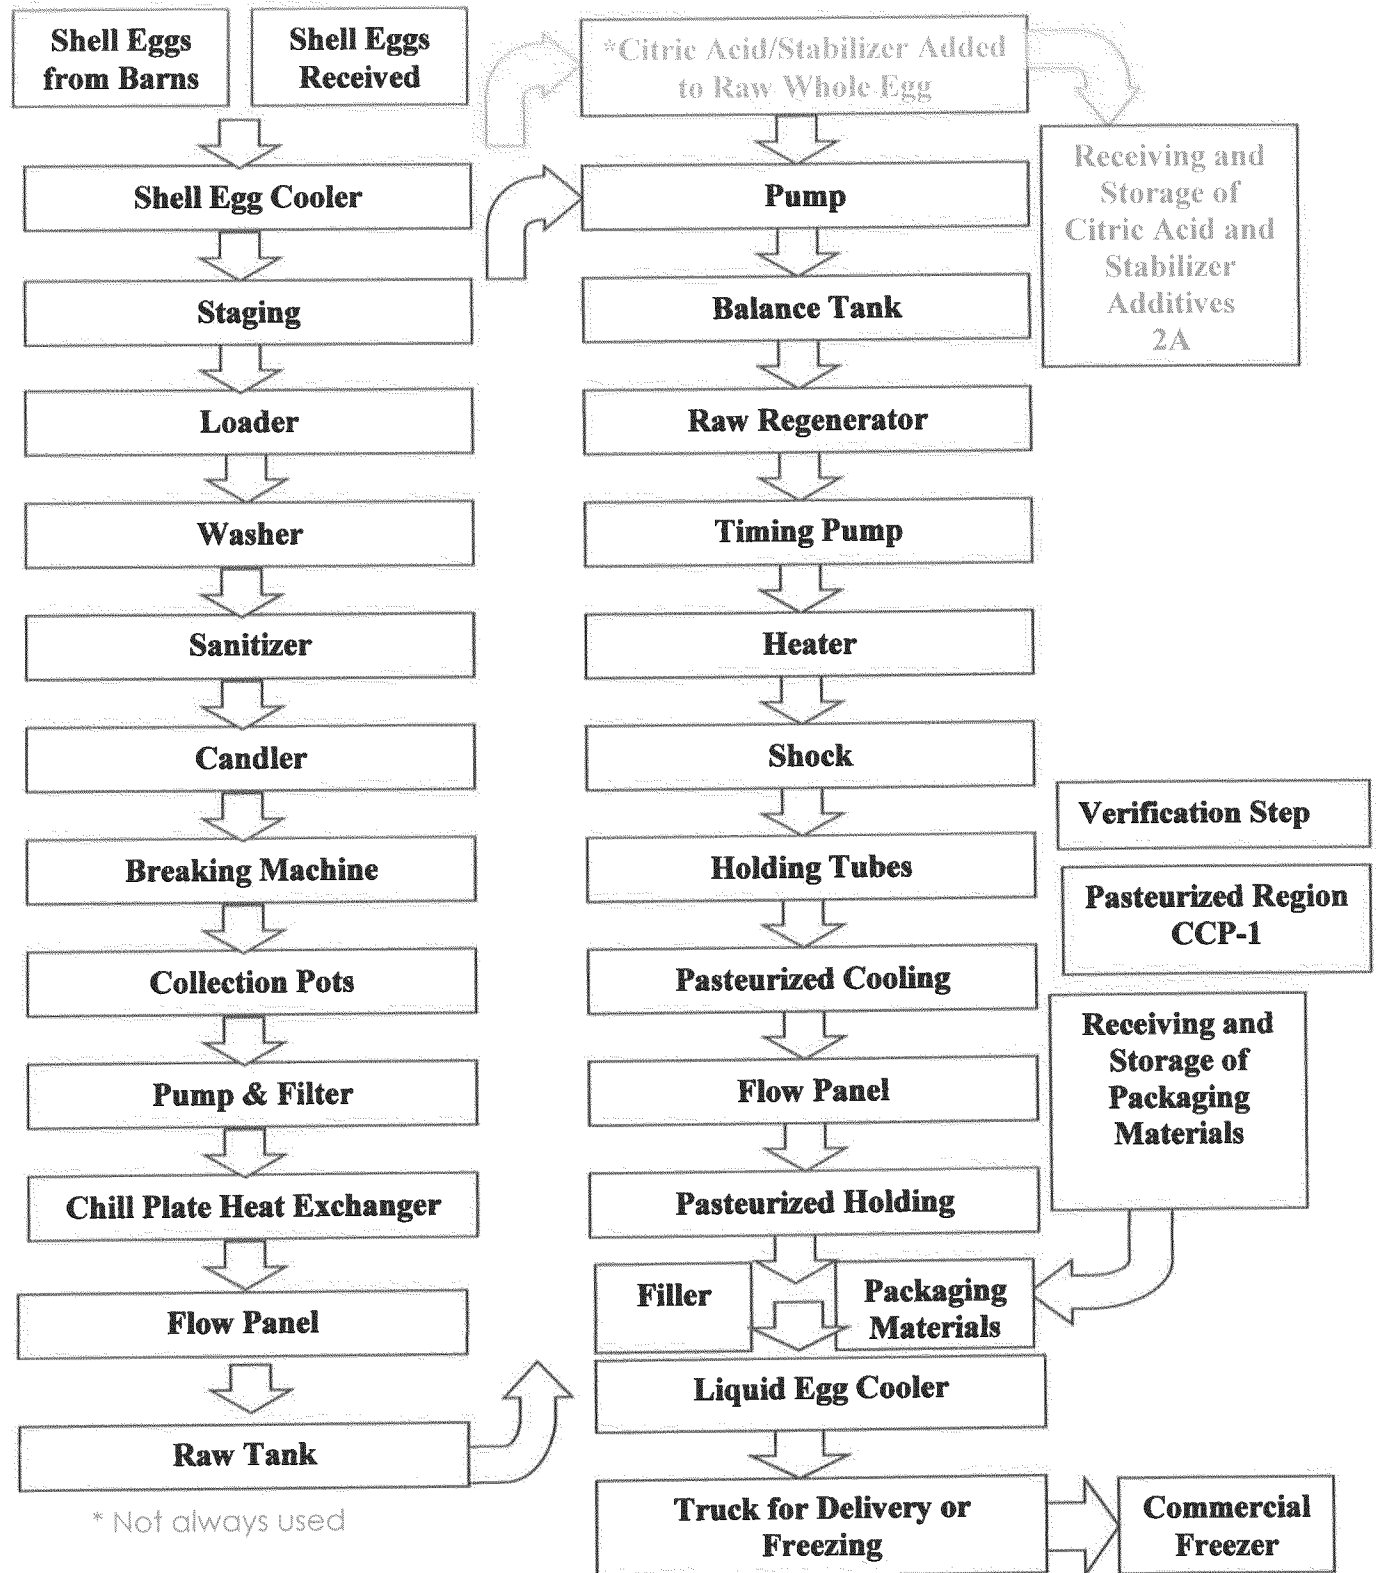 Shell Eggs
from Barns
Shell Eggs
Received
Shell Egg Cooler
Staging
Loader
Washer
Sanitizer
Candler
Breaking Machine
Collection Pots
Pump & Filter
Chill Plate Heat Exchanger
Flow Panel
Raw Tank
* Not always used
*Citric Acid/Stabilizer Added
to Raw Whole Egg
Pump
Balance Tank
Raw Regenerator
Timing Pump
Heater
Shock
Holding Tubes
Pasteurized Cooling
Flow Panel
Pasteurized Holding
Filler
Packaging
Materials
Liquid Egg Cooler
Truck for Delivery or
Freezing
Receiving and
Storage of
Citric Acid and
Stabilizer
Additives
2A
Verification Step
Pasteurized Region
CCP-1
Receiving and
Storage of
Packaging
Materials
Commercial
Freezer